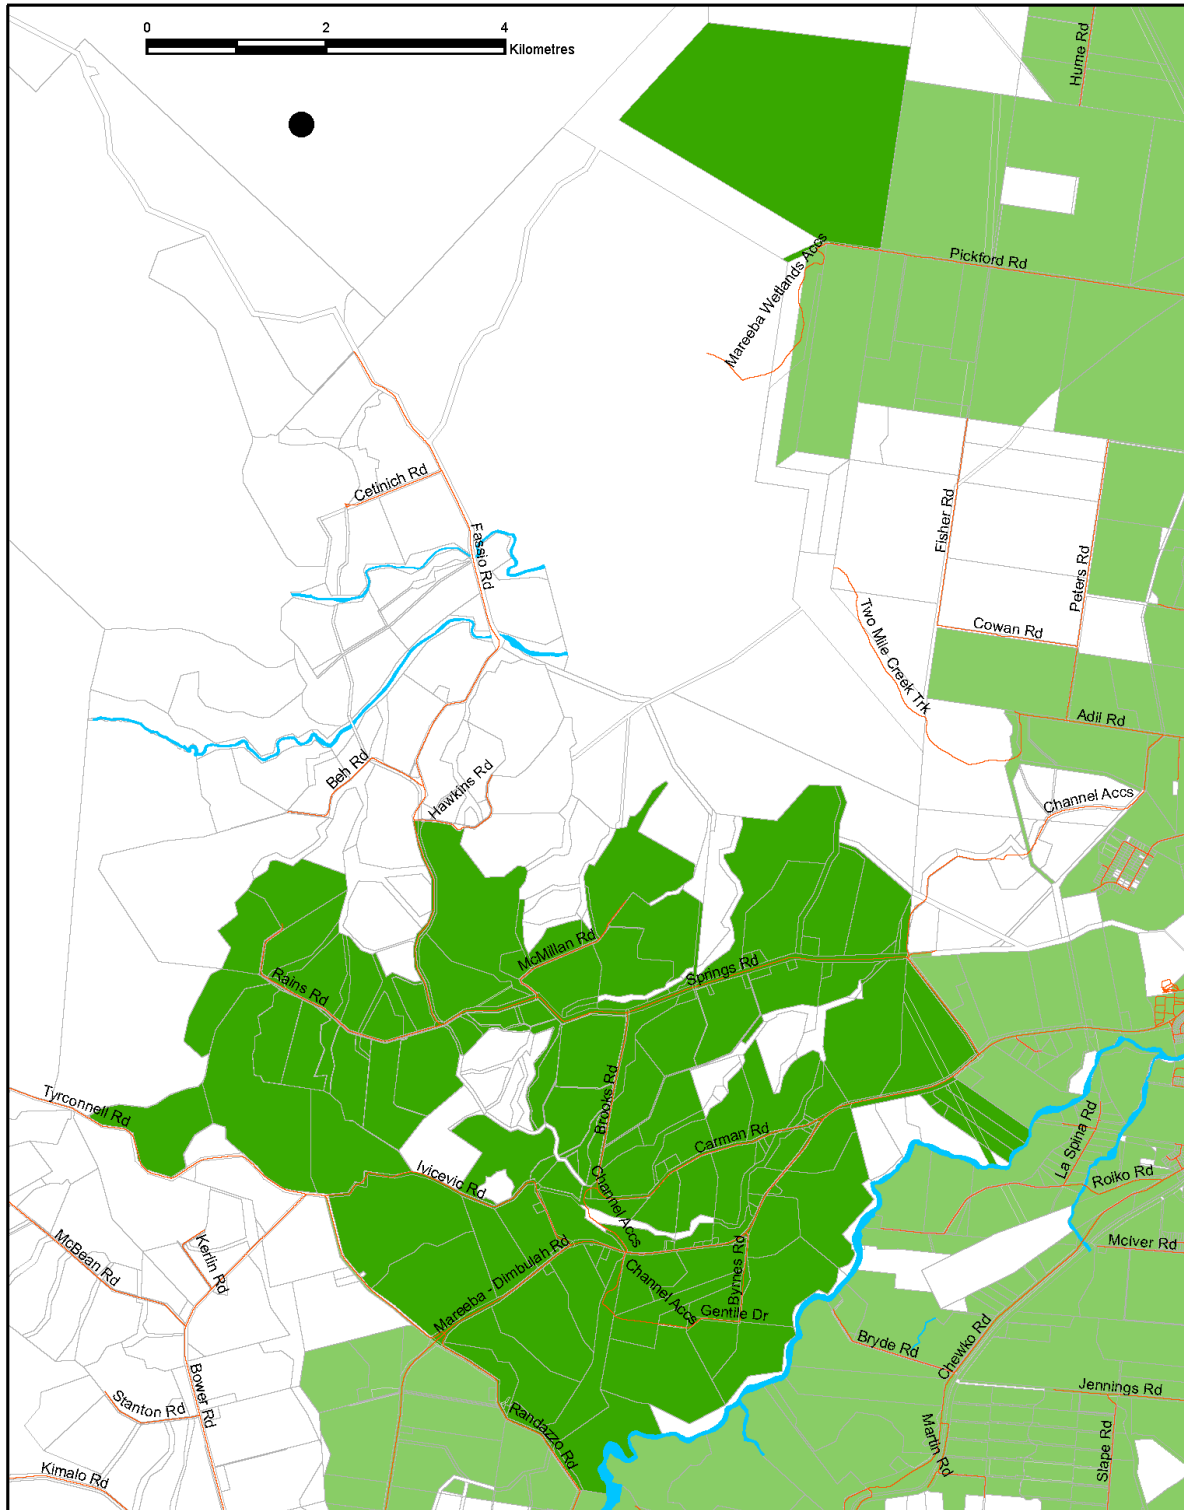 0 2 4
Kilometres
Hume Rd
Mareeba Wetlands Accs
Pickford Rd
Cetinich Rd
Fassio Rd
Fisher Rd
Peters Rd
Cowan Rd
Two Mile Creek Trk
Adil Rd
Beh Rd
Hawkins Rd
Channel Accs
McMillan Rd
Springs Rd
Rains Rd
Tyrconnell Rd
Brooks Rd
Carman Rd
La Spina Rd
Roiko Rd
Ivicevic Rd
Channel Accs
McIver Rd
McBean Rd
Kerlin Rd
Mareeba - Dimbulah Rd
Channel Accs
Byrnes Rd
Gentile Dr
Bryde Rd
Chewko Rd
Jennings Rd
Stanton Rd
Bower Rd
Randazzo Rd
Martin Rd
Slape Rd
Kimalo Rd